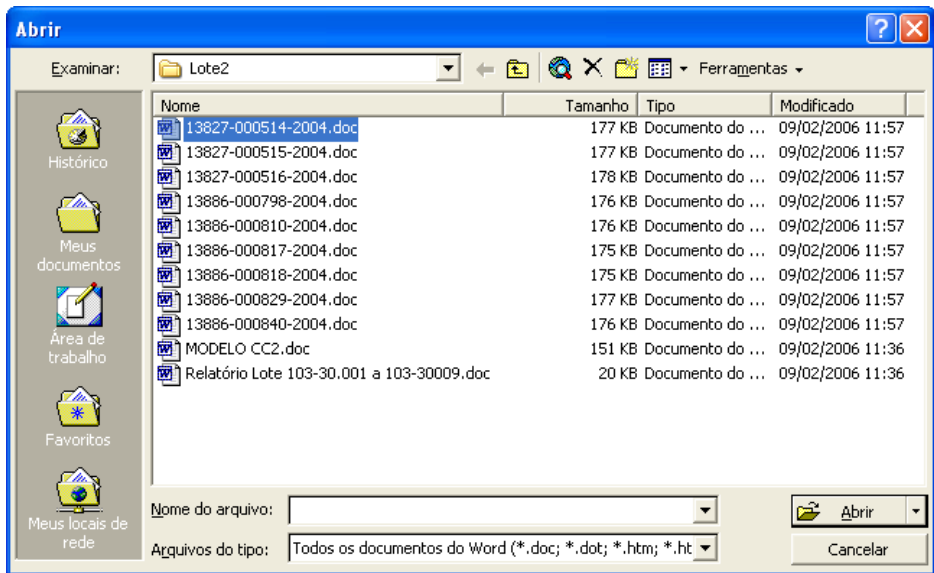 Abrir
Examinar: Lote2 Ferramentas
Nome Tamanho Tipo Modificado
13827-000514-2004.doc 177 KB Documento do ... 09/02/2006 11:57
13827-000515-2004.doc 177 KB Documento do ... 09/02/2006 11:57
13827-000516-2004.doc 178 KB Documento do ... 09/02/2006 11:57
13886-000798-2004.doc 176 KB Documento do ... 09/02/2006 11:57
13886-000810-2004.doc 176 KB Documento do ... 09/02/2006 11:57
13886-000817-2004.doc 175 KB Documento do ... 09/02/2006 11:57
13886-000818-2004.doc 175 KB Documento do ... 09/02/2006 11:57
13886-000829-2004.doc 177 KB Documento do ... 09/02/2006 11:57
13886-000840-2004.doc 176 KB Documento do ... 09/02/2006 11:57
MODELO CC2.doc 151 KB Documento do ... 09/02/2006 11:36
Relatório Lote 103-30.001 a 103-30009.doc 20 KB Documento do ... 09/02/2006 11:36
Histórico
Meus
documentos
Área de
trabalho
Favoritos
Meus locais de
rede
Nome do arquivo: Abrir
Arquivos do tipo: Todos os documentos do Word (*.doc; *.dot; *.htm; *.ht Cancelar